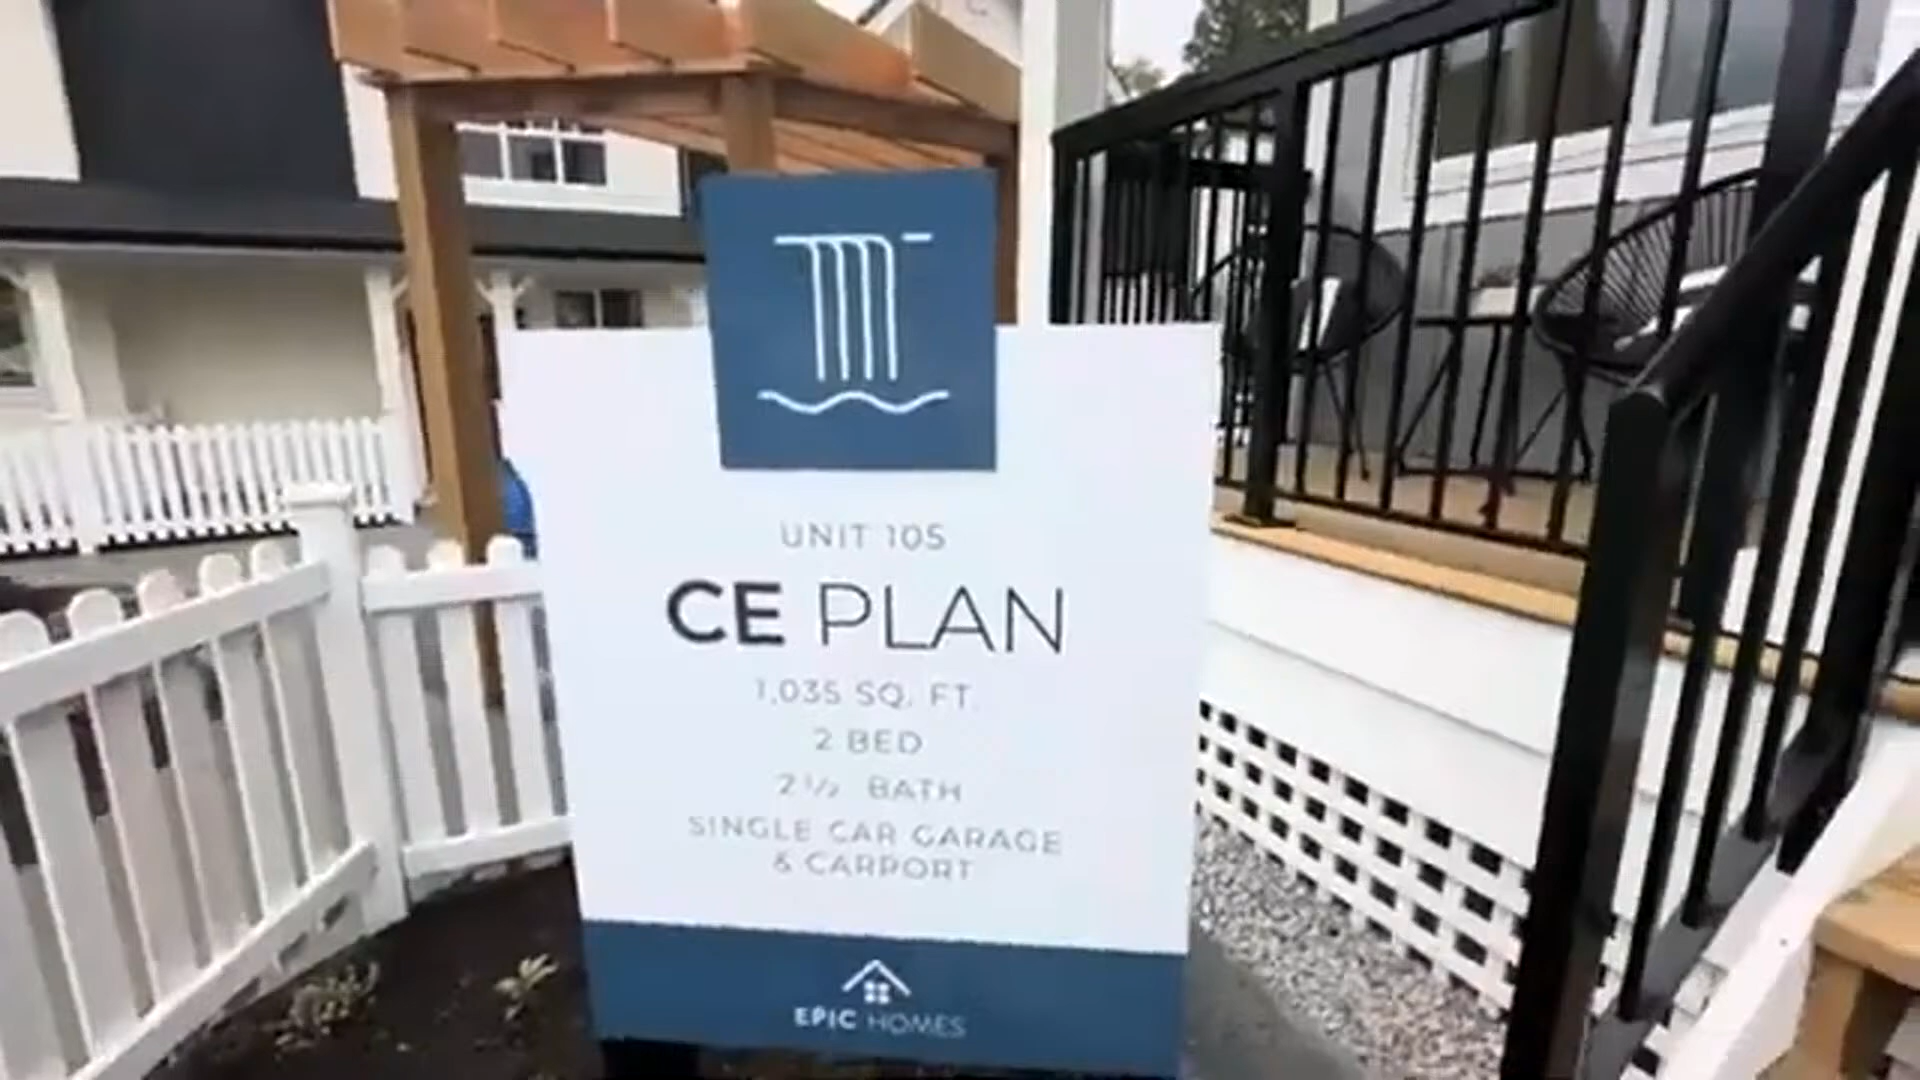 UNIT 105
CE PLAN
1,035 SQ. FT.
2 BED
2 ½ BATH
SINGLE CAR GARAGE
& CARPORT
EPIC HOMES